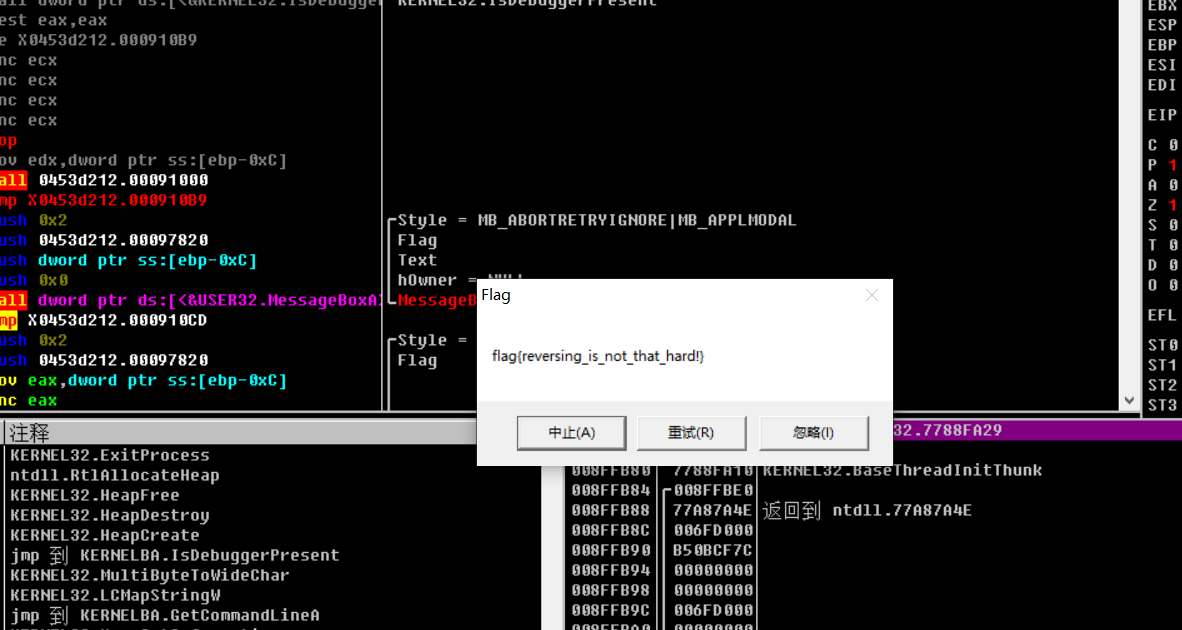 est eax,eax
e X0453d212.000910B9
nc ecx
nc ecx
nc ecx
nc ecx
op
ov edx,dword ptr ss:[ebp-0xC]
all 0453d212.00091000
mp X0453d212.000910B9
ush 0x2
ush 0453d212.00097820
ush dword ptr ss:[ebp-0xC]
ush 0x0
all dword ptr ds:[<&USER32.MessageBoxA>
mp X0453d212.000910CD
ush 0x2
ush 0453d212.00097820
ov eax,dword ptr ss:[ebp-0xC]
nc eax
KERNEL32.IsDebuggerPresent
Style = MB_ABORTRETRYIGNORE|MB_APPLMODAL
Flag
Text
hOwner = NULL
MessageB
Style =
Flag
EBX
ESP
EBP
ESI
EDI
EIP
C 0
P 1
A 0
Z 1
S 0
T 0
D 0
O 0
EFL
ST0
ST1
ST2
ST3
Flag
flag{reversing_is_not_that_hard!}
中止(A) 重试(R) 忽略(I)
注释
KERNEL32.ExitProcess
ntdll.RtlAllocateHeap
KERNEL32.HeapFree
KERNEL32.HeapDestroy
KERNEL32.HeapCreate
jmp 到 KERNELBA.IsDebuggerPresent
KERNEL32.MultiByteToWideChar
KERNEL32.LCMapStringW
jmp 到 KERNELBA.GetCommandLineA
32.7788FA29
008FFB80 7788FA10 KERNEL32.BaseThreadInitThunk
008FFB84 008FFBE0
008FFB88 77A87A4E 返回到 ntdll.77A87A4E
008FFB8C 006FD000
008FFB90 B50BCF7C
008FFB94 00000000
008FFB98 00000000
008FFB9C 006FD000